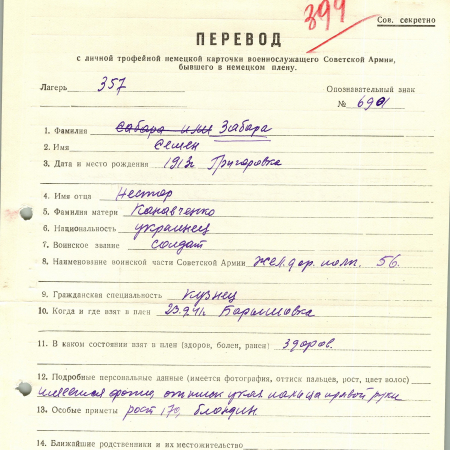 Сов. секретно
399
ПЕРЕВОД
с личной трофейной немецкой карточки военнослужащего Советской Армии,
бывшего в немецком плену.
Лагерь 357 Опознавательный знак
№ 6901
1. Фамилия Сабара или Забара
2. Имя Семен
3. Дата и место рождения 1913г Григоровка
4. Имя отца Нестор
5. Фамилия матери Канавченко
6. Национальность украинец
7. Воинское звание солдат
8. Наименование воинской части Советской Армии жел.дор. полк. 56.
9. Гражданская специальность кузнец
10. Когда и где взят в плен 23.9.41г. Барышовка
11. В каком состоянии взят в плен (здоров, болен, ранен) здоров.
12. Подробные персональные данные (имеется фотография, оттиск пальцев, рост, цвет волос)
имеется фото, оттиск указ пальца правой руки
13. Особые приметы рост 170, блондин.
14. Ближайшие родственники и их местожительство